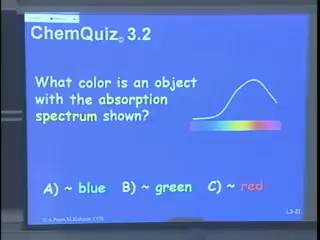 ChemQuiz© 3.2
What color is an object
with the absorption
spectrum shown?
A) ~ blue B) ~ green C) ~ red